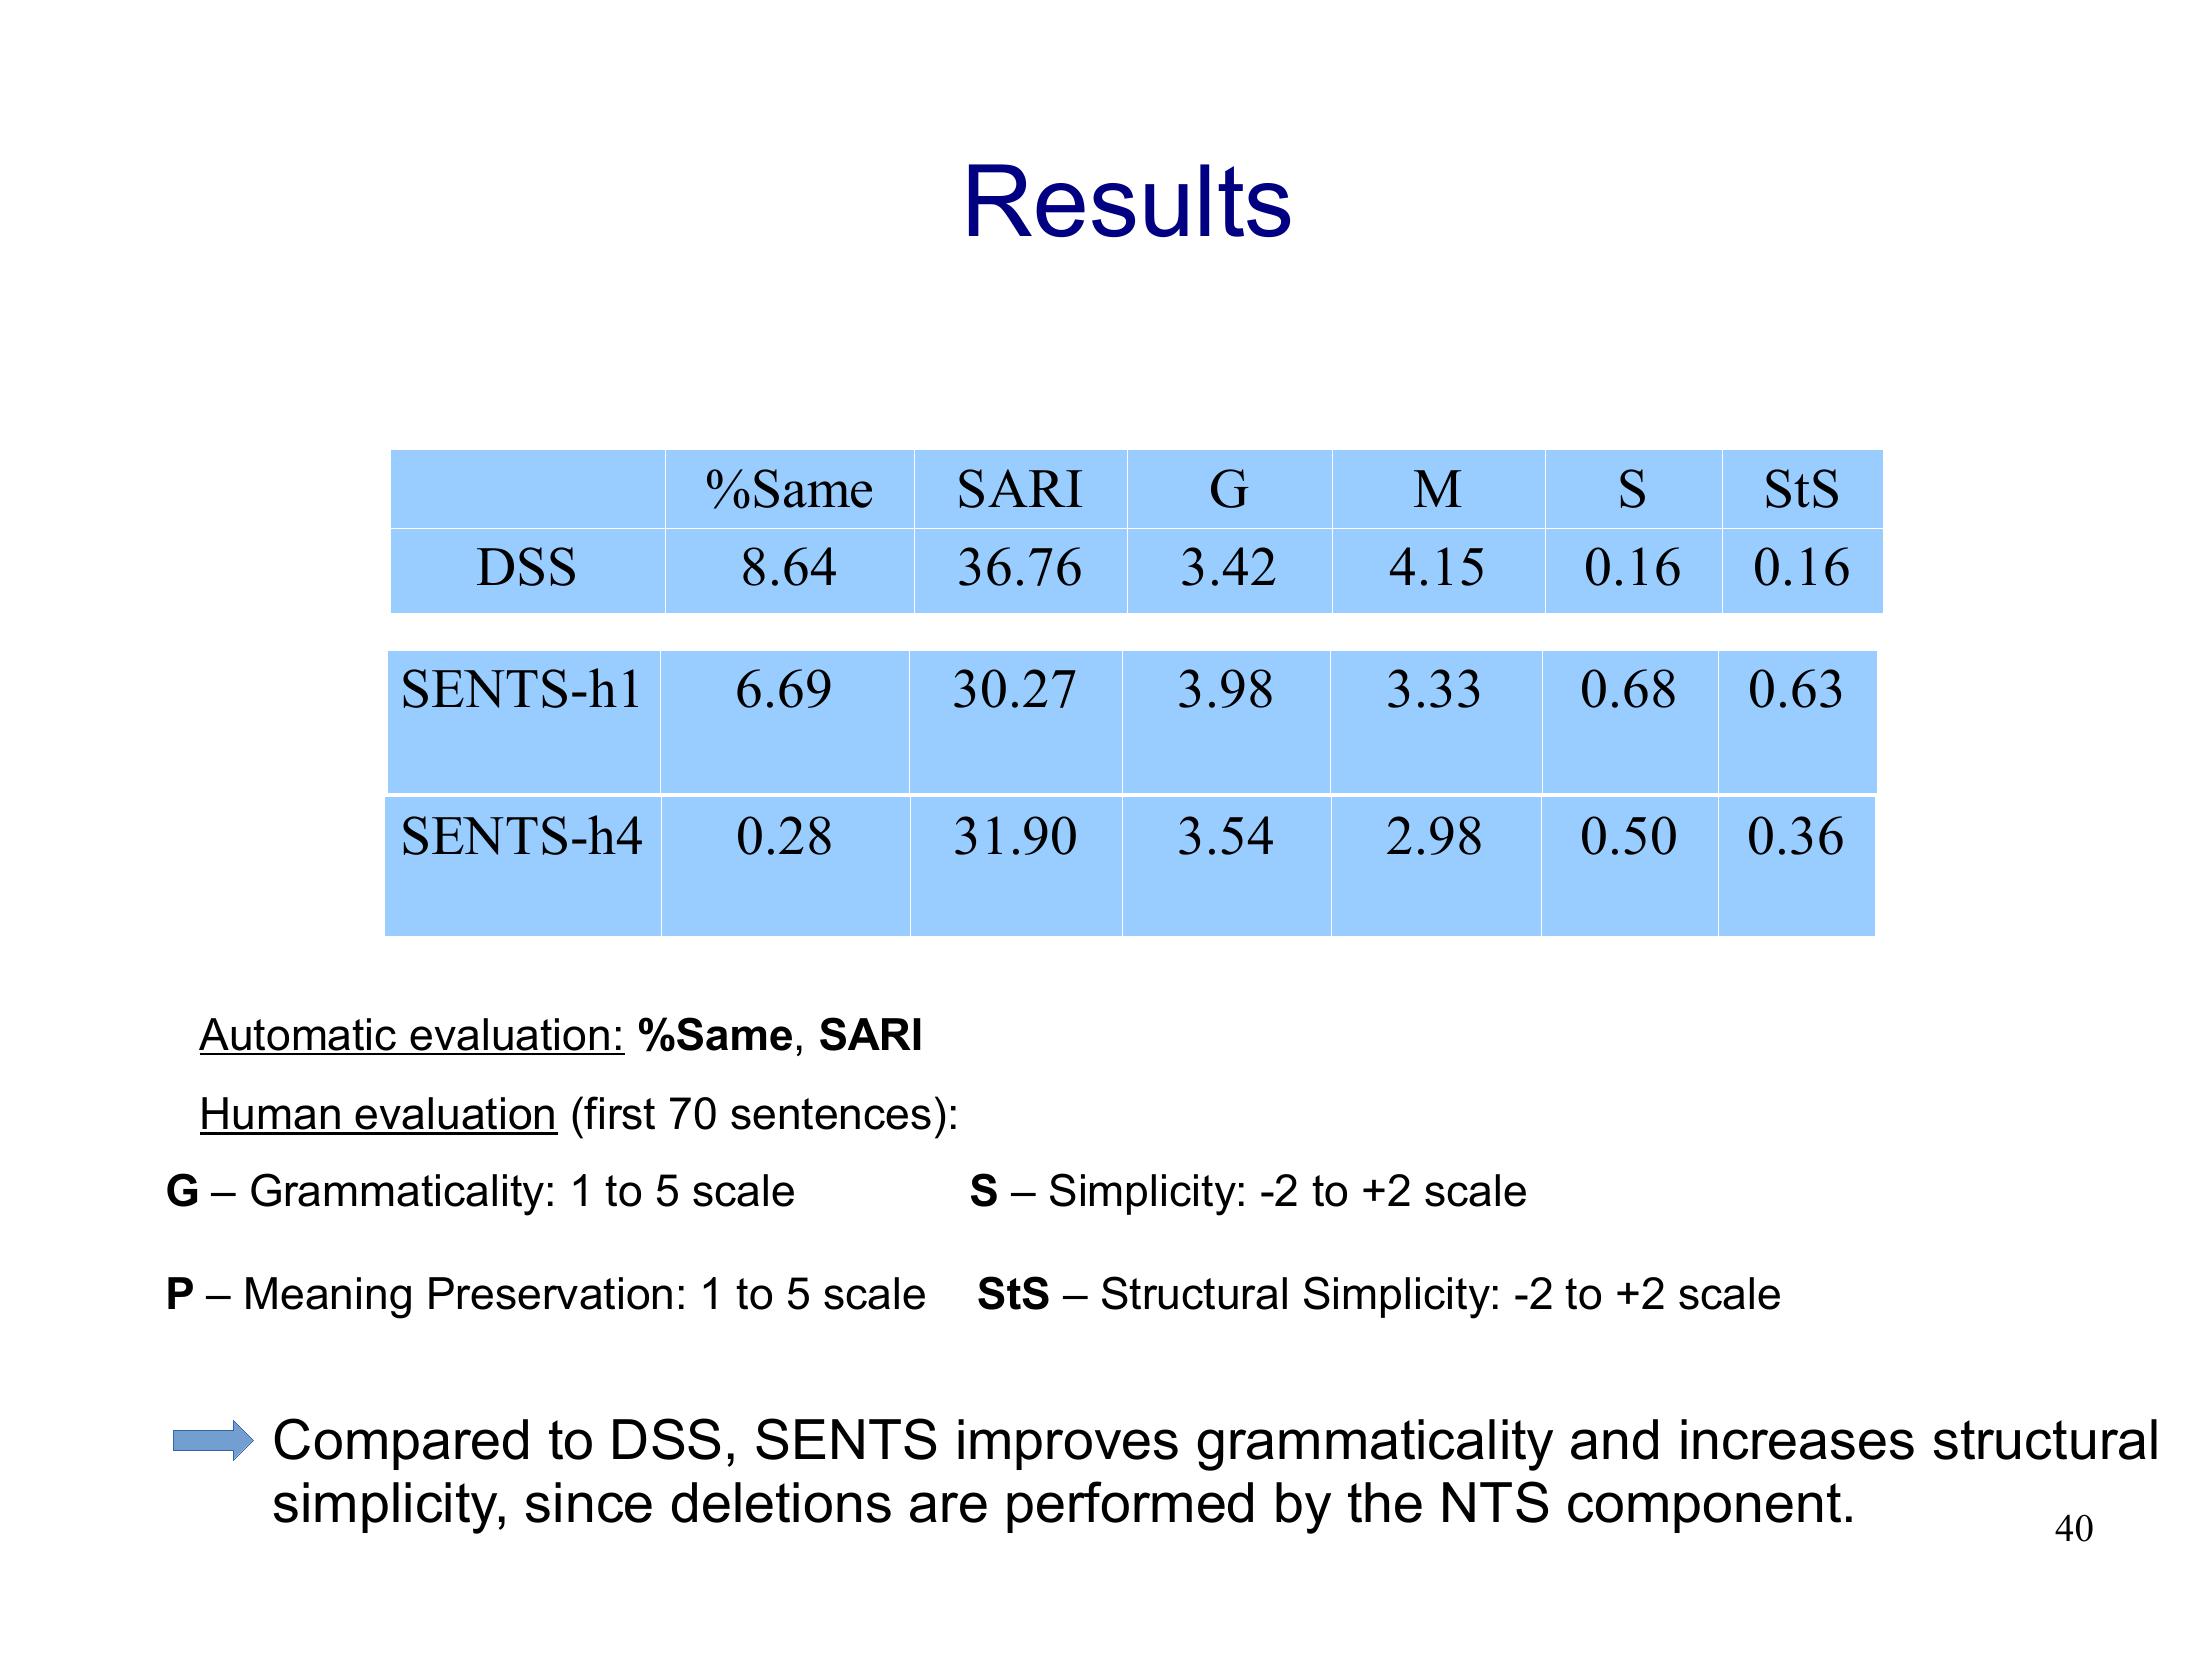 Results
%Same SARI G M S StS
DSS 8.64 36.76 3.42 4.15 0.16 0.16
SENTS-h1 6.69 30.27 3.98 3.33 0.68 0.63
SENTS-h4 0.28 31.90 3.54 2.98 0.50 0.36
Automatic evaluation: %Same, SARI
Human evaluation (first 70 sentences):
G – Grammaticality: 1 to 5 scale S – Simplicity: -2 to +2 scale
P – Meaning Preservation: 1 to 5 scale StS – Structural Simplicity: -2 to +2 scale
Compared to DSS, SENTS improves grammaticality and increases structural
simplicity, since deletions are performed by the NTS component.
40